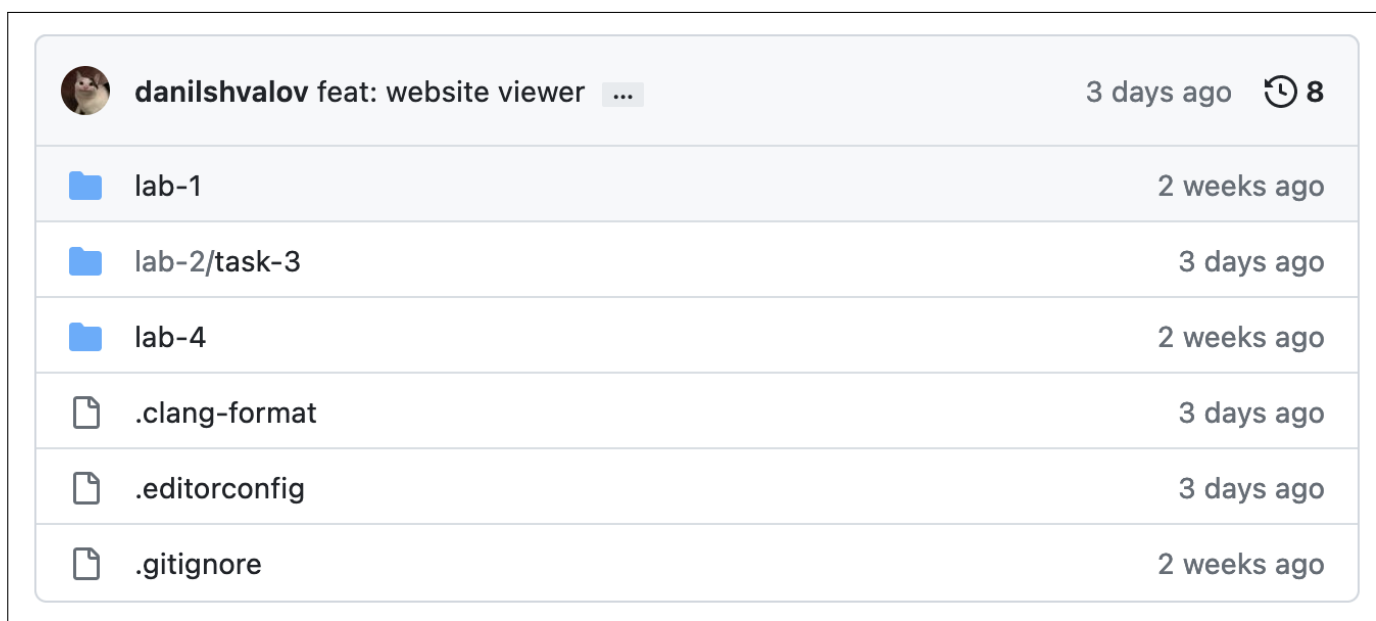 danilshvalov feat: website viewer ... 3 days ago 8
lab-1 2 weeks ago
lab-2/task-3 3 days ago
lab-4 2 weeks ago
.clang-format 3 days ago
.editorconfig 3 days ago
.gitignore 2 weeks ago